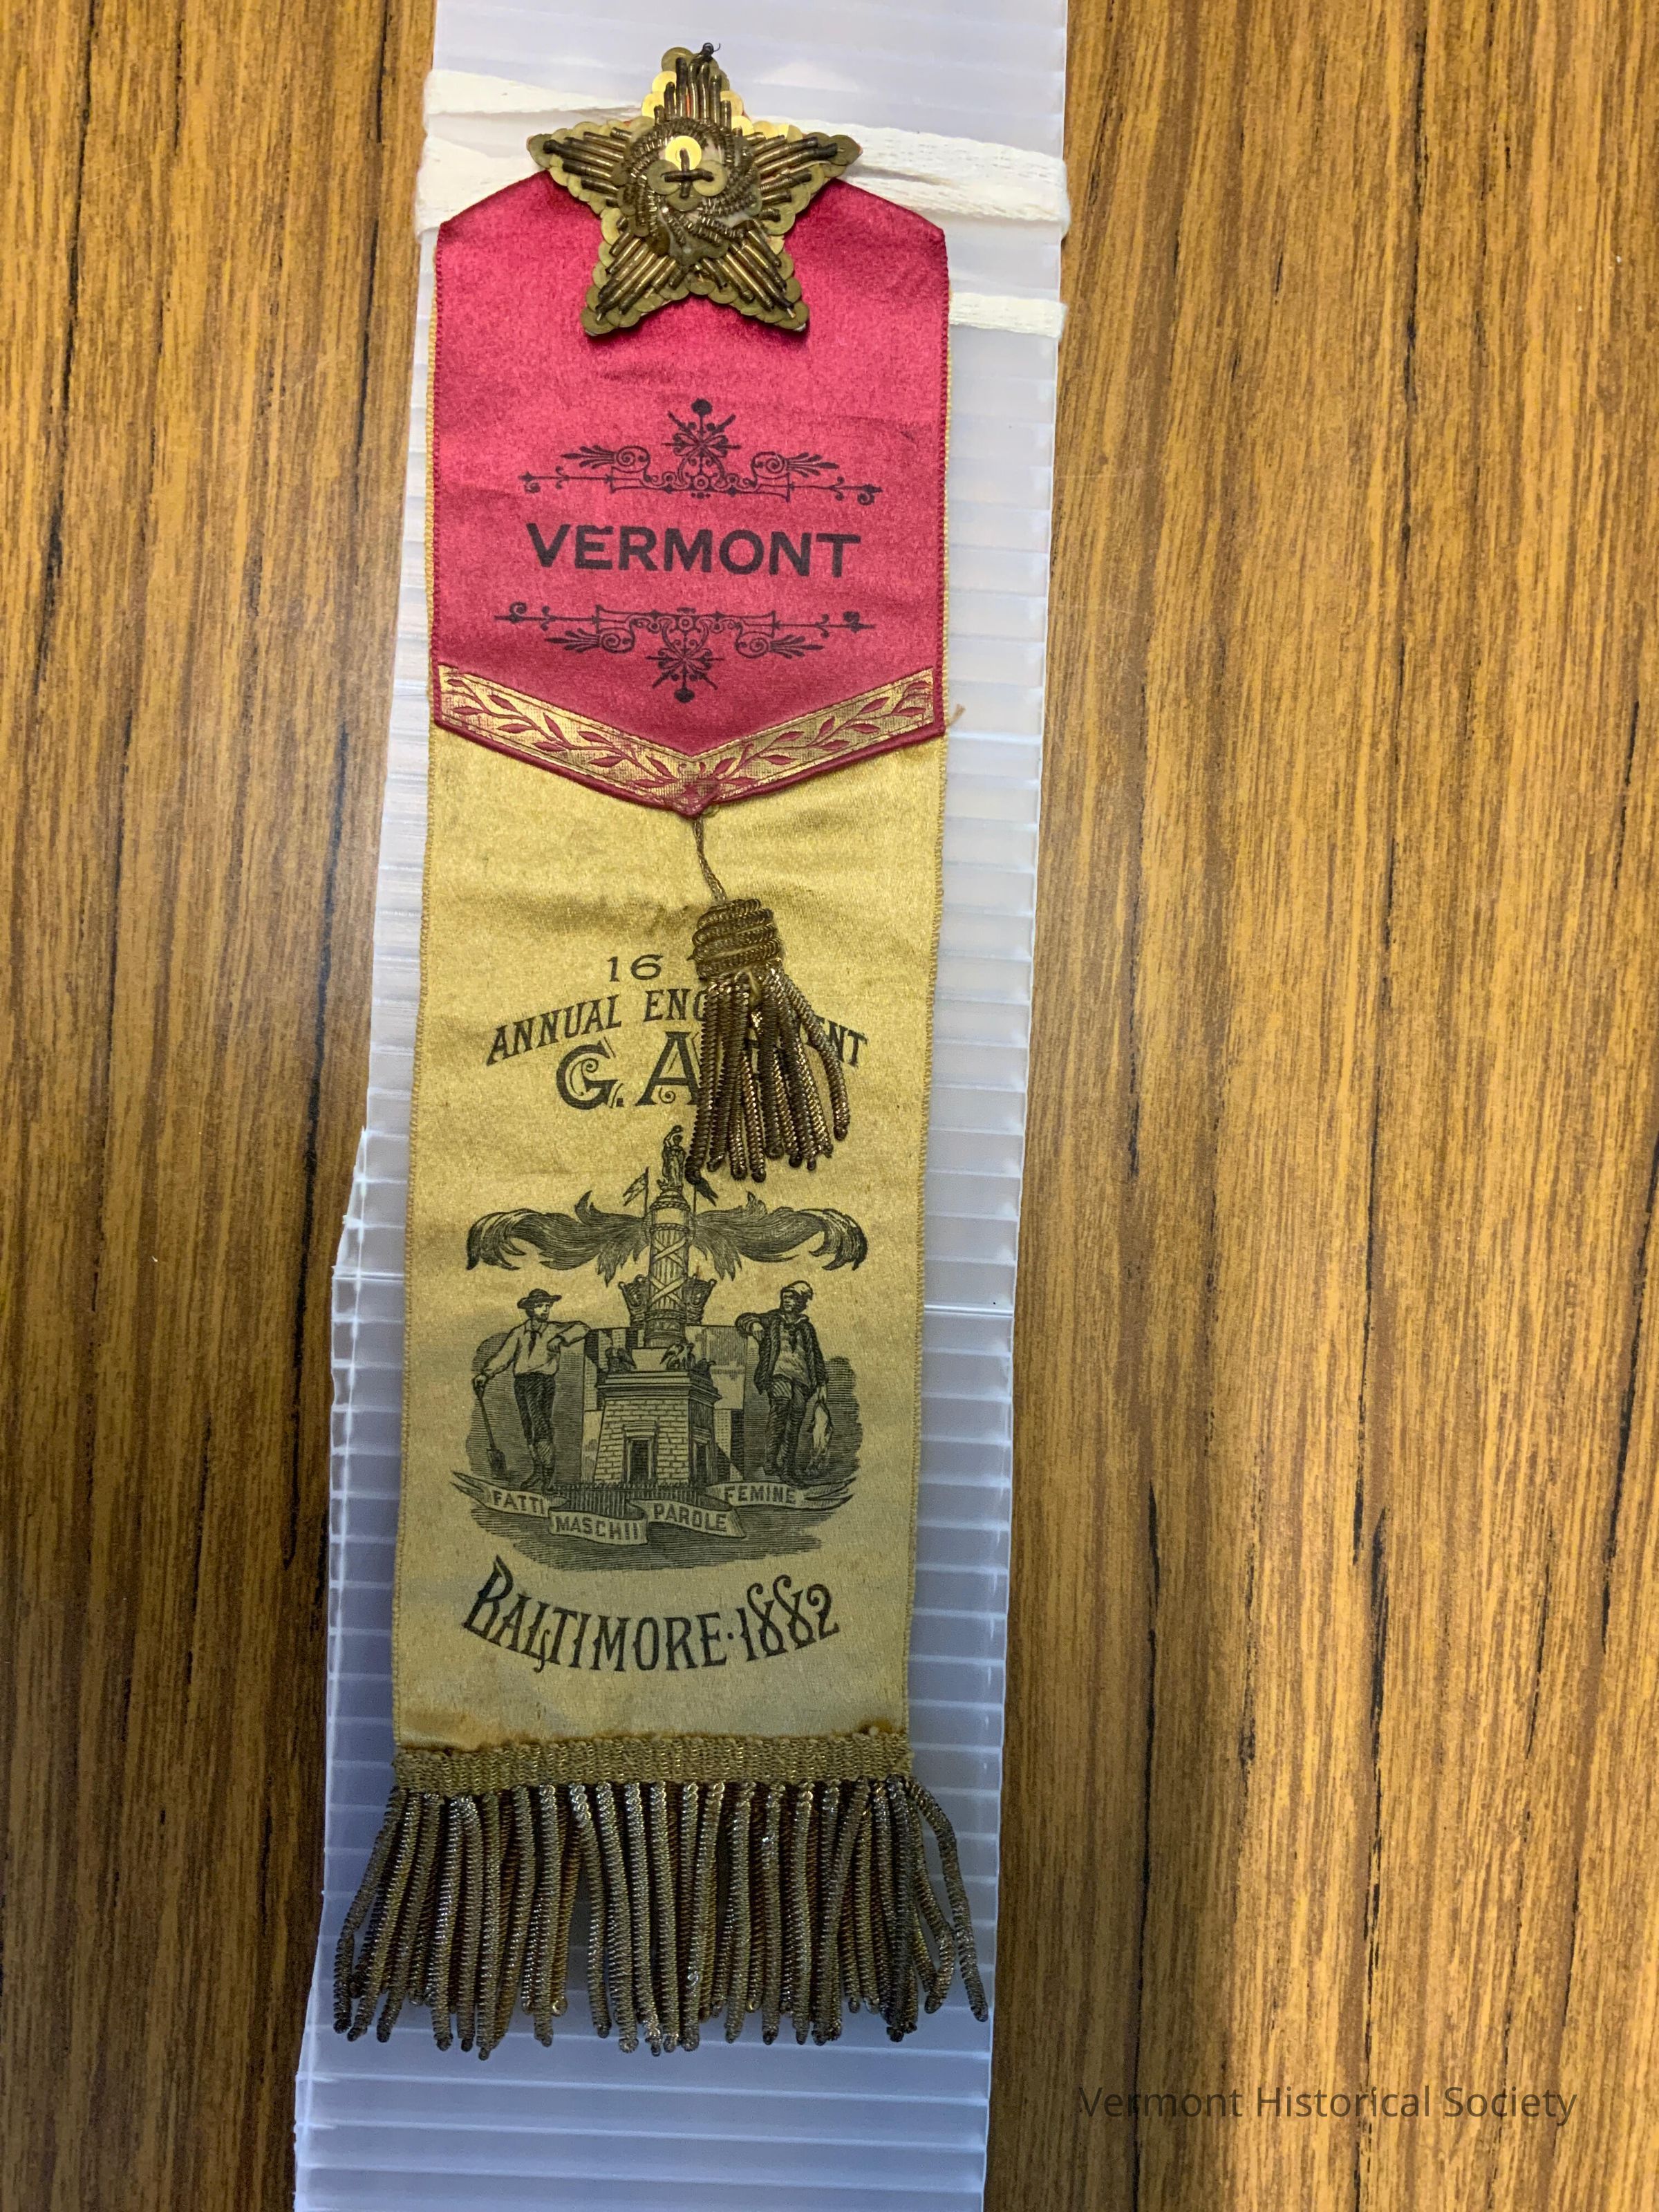 VERMONT
16
ANNUAL
G. A
FATTI MASCHII PAROLE FEMINE
BALTIMORE·1882
Vermont Historical Society